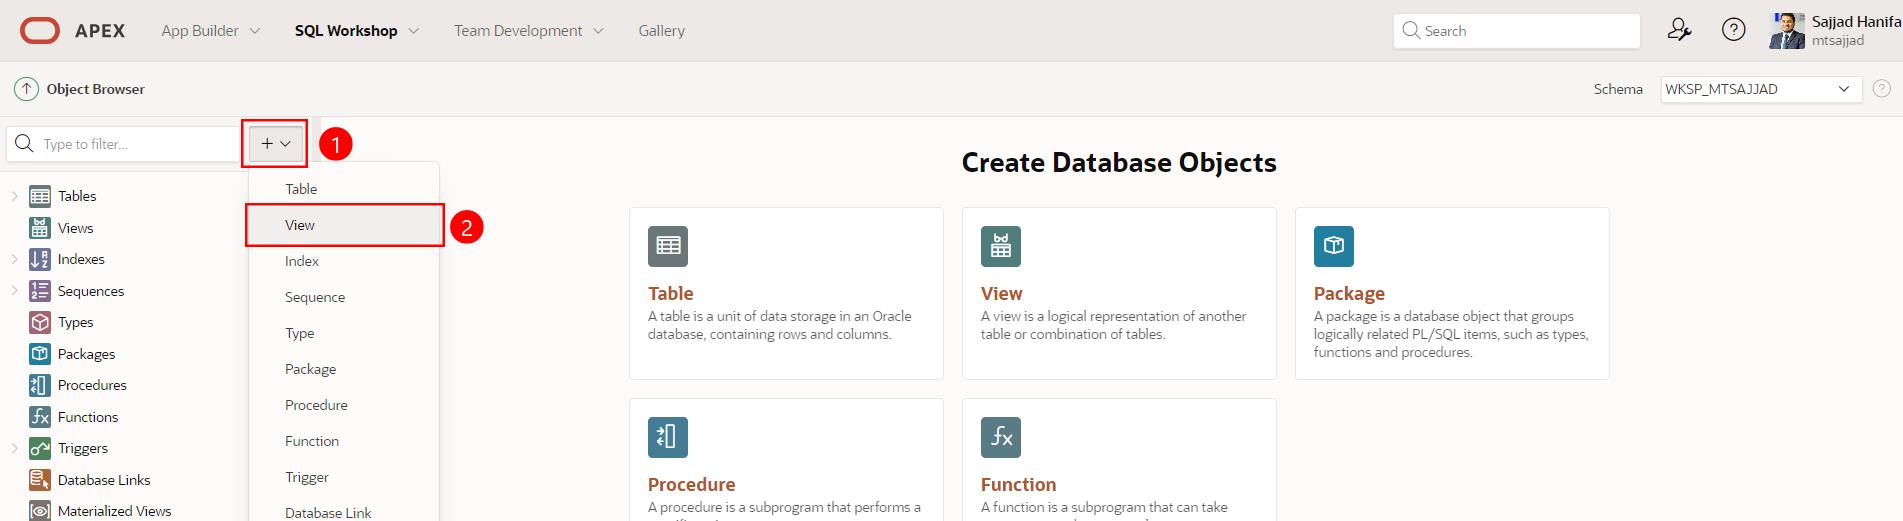 APEX
App Builder
SQL Workshop
Team Development
Gallery
Search
Sajjad Hanifa
mtsajjad
Object Browser
Schema
WKSP_MTSAJJAD
Type to filter...
1
Table
View
2
Index
Sequence
Type
Package
Procedure
Function
Trigger
Database Link
Tables
Views
Indexes
Sequences
Types
Packages
Procedures
Functions
Triggers
Database Links
Materialized Views
Create Database Objects
Table
A table is a unit of data storage in an Oracle
database, containing rows and columns.
View
A view is a logical representation of another
table or combination of tables.
Package
A package is a database object that groups
logically related PL/SQL items, such as types,
functions and procedures.
Procedure
A procedure is a subprogram that performs a
Function
A function is a subprogram that can take